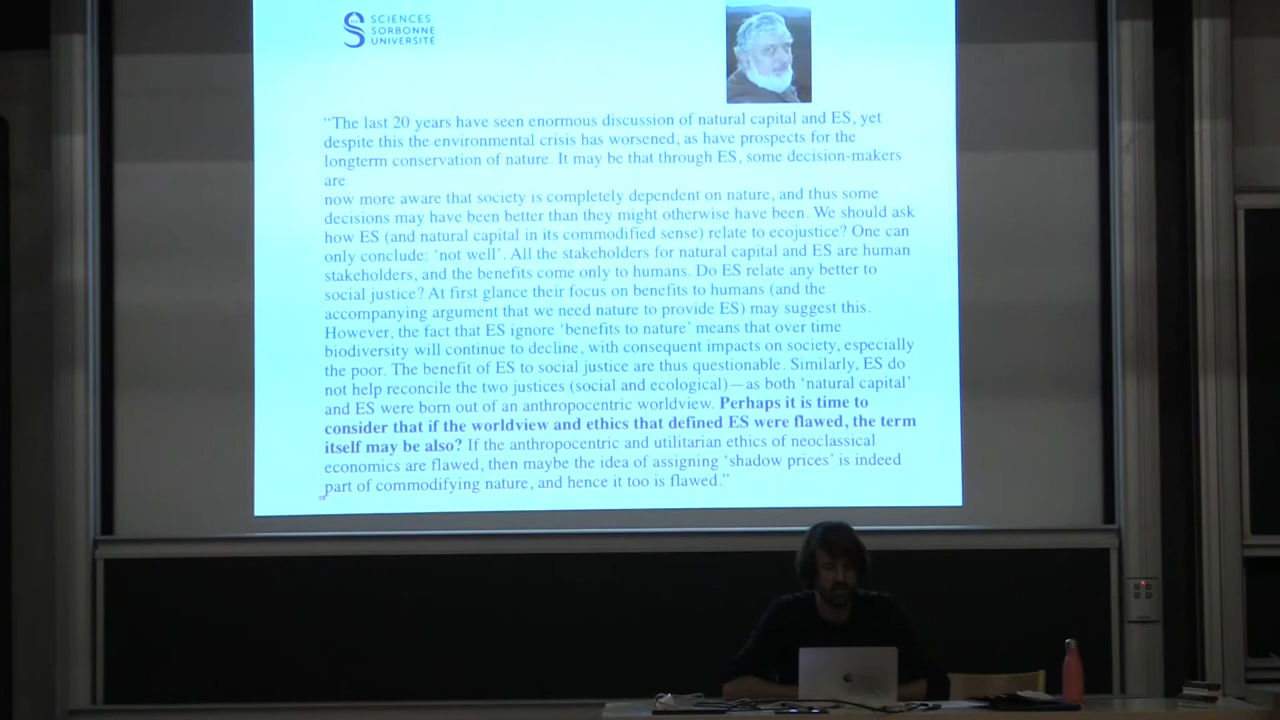 SCIENCES
SORBONNE
UNIVERSITÉ
“The last 20 years have seen enormous discussion of natural capital and ES, yet
despite this the environmental crisis has worsened, as have prospects for the
longterm conservation of nature. It may be that through ES, some decision-makers
are
now more aware that society is completely dependent on nature, and thus some
decisions may have been better than they might otherwise have been. We should ask
how ES (and natural capital in its commodified sense) relate to ecojustice? One can
only conclude: ‘not well’. All the stakeholders for natural capital and ES are human
stakeholders, and the benefits come only to humans. Do ES relate any better to
social justice? At first glance their focus on benefits to humans (and the
accompanying argument that we need nature to provide ES) may suggest this.
However, the fact that ES ignore ‘benefits to nature’ means that over time
biodiversity will continue to decline, with consequent impacts on society, especially
the poor. The benefit of ES to social justice are thus questionable. Similarly, ES do
not help reconcile the two justices (social and ecological)—as both ‘natural capital’
and ES were born out of an anthropocentric worldview. Perhaps it is time to
consider that if the worldview and ethics that defined ES were flawed, the term
itself may be also? If the anthropocentric and utilitarian ethics of neoclassical
economics are flawed, then maybe the idea of assigning ‘shadow prices’ is indeed
part of commodifying nature, and hence it too is flawed.”